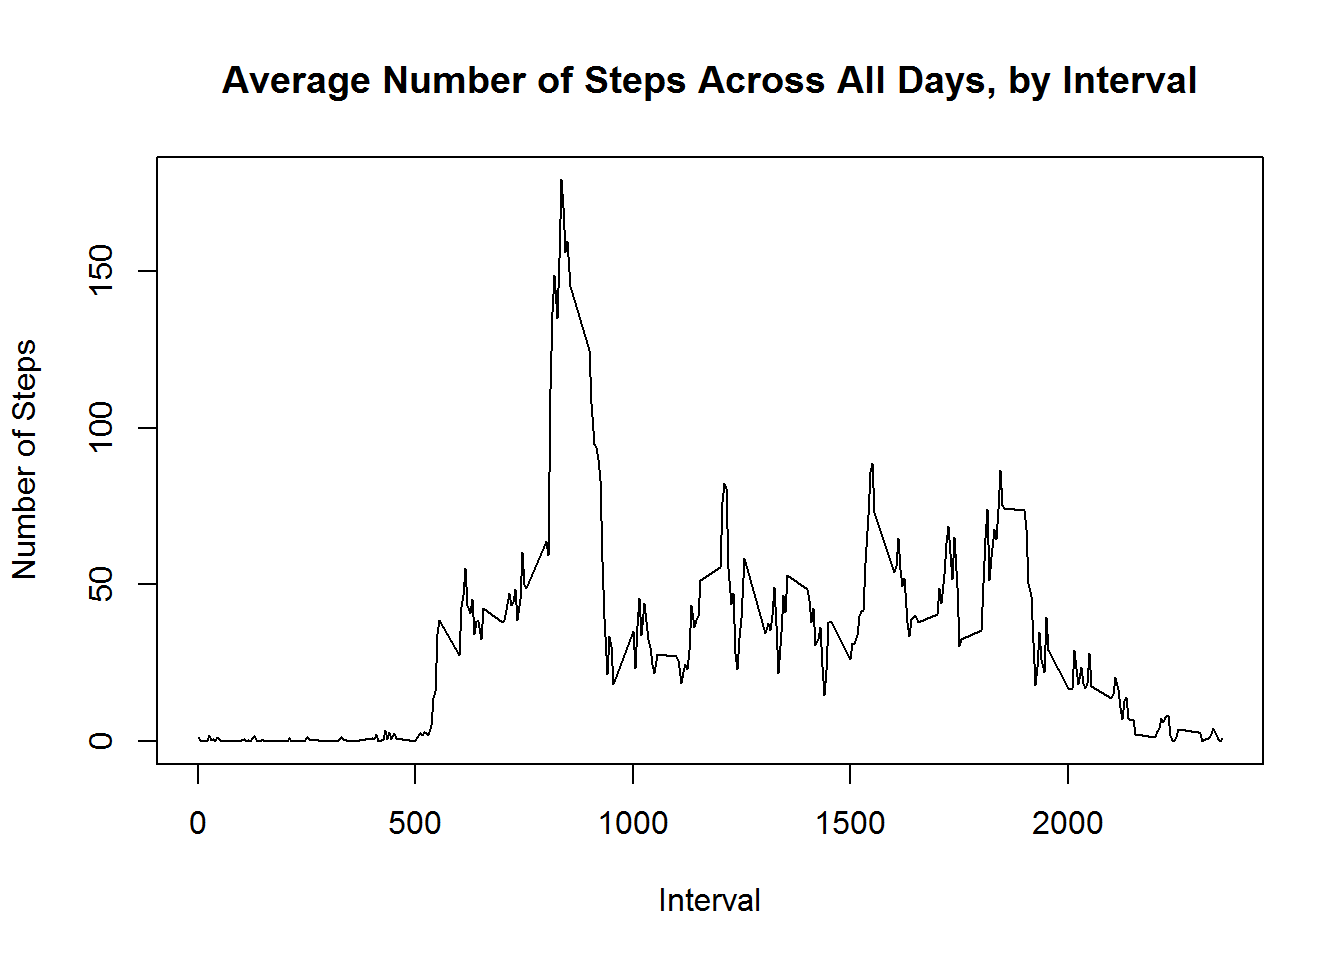 Average Number of Steps Across All Days, by Interval
Number of Steps
150
100
50
0
0 500 1000 1500 2000
Interval